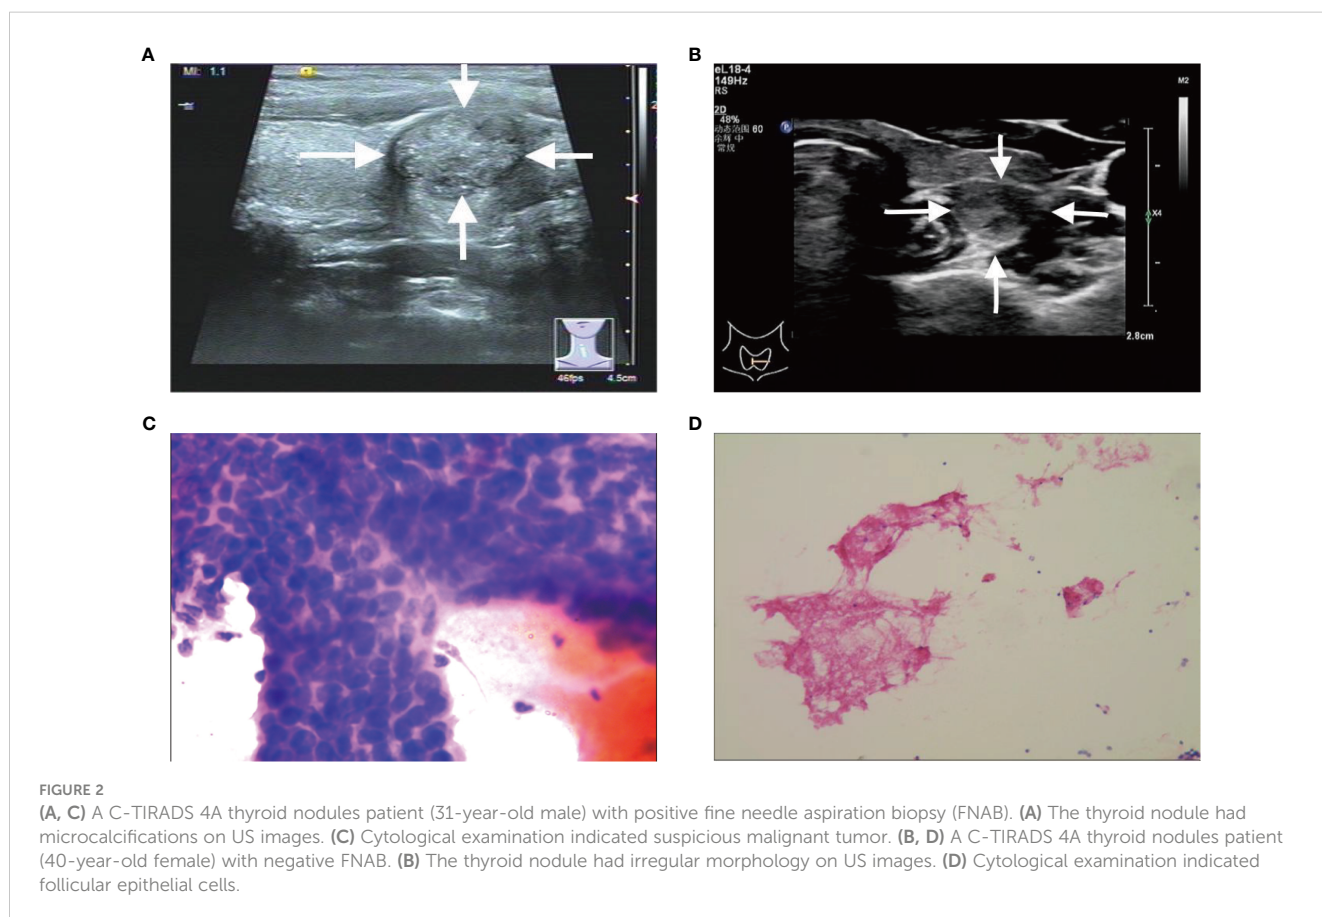 A
B
MI: 1.1
2
46fps
4.5cm
eL18-4
149Hz
RS
2D
48%
动态范围 60
余辉 中
常规
M2
X4
2.8cm
C
D
FIGURE 2
(A, C) A C-TIRADS 4A thyroid nodules patient (31-year-old male) with positive fine needle aspiration biopsy (FNAB). (A) The thyroid nodule had
microcalcifications on US images. (C) Cytological examination indicated suspicious malignant tumor. (B, D) A C-TIRADS 4A thyroid nodules patient
(40-year-old female) with negative FNAB. (B) The thyroid nodule had irregular morphology on US images. (D) Cytological examination indicated
follicular epithelial cells.